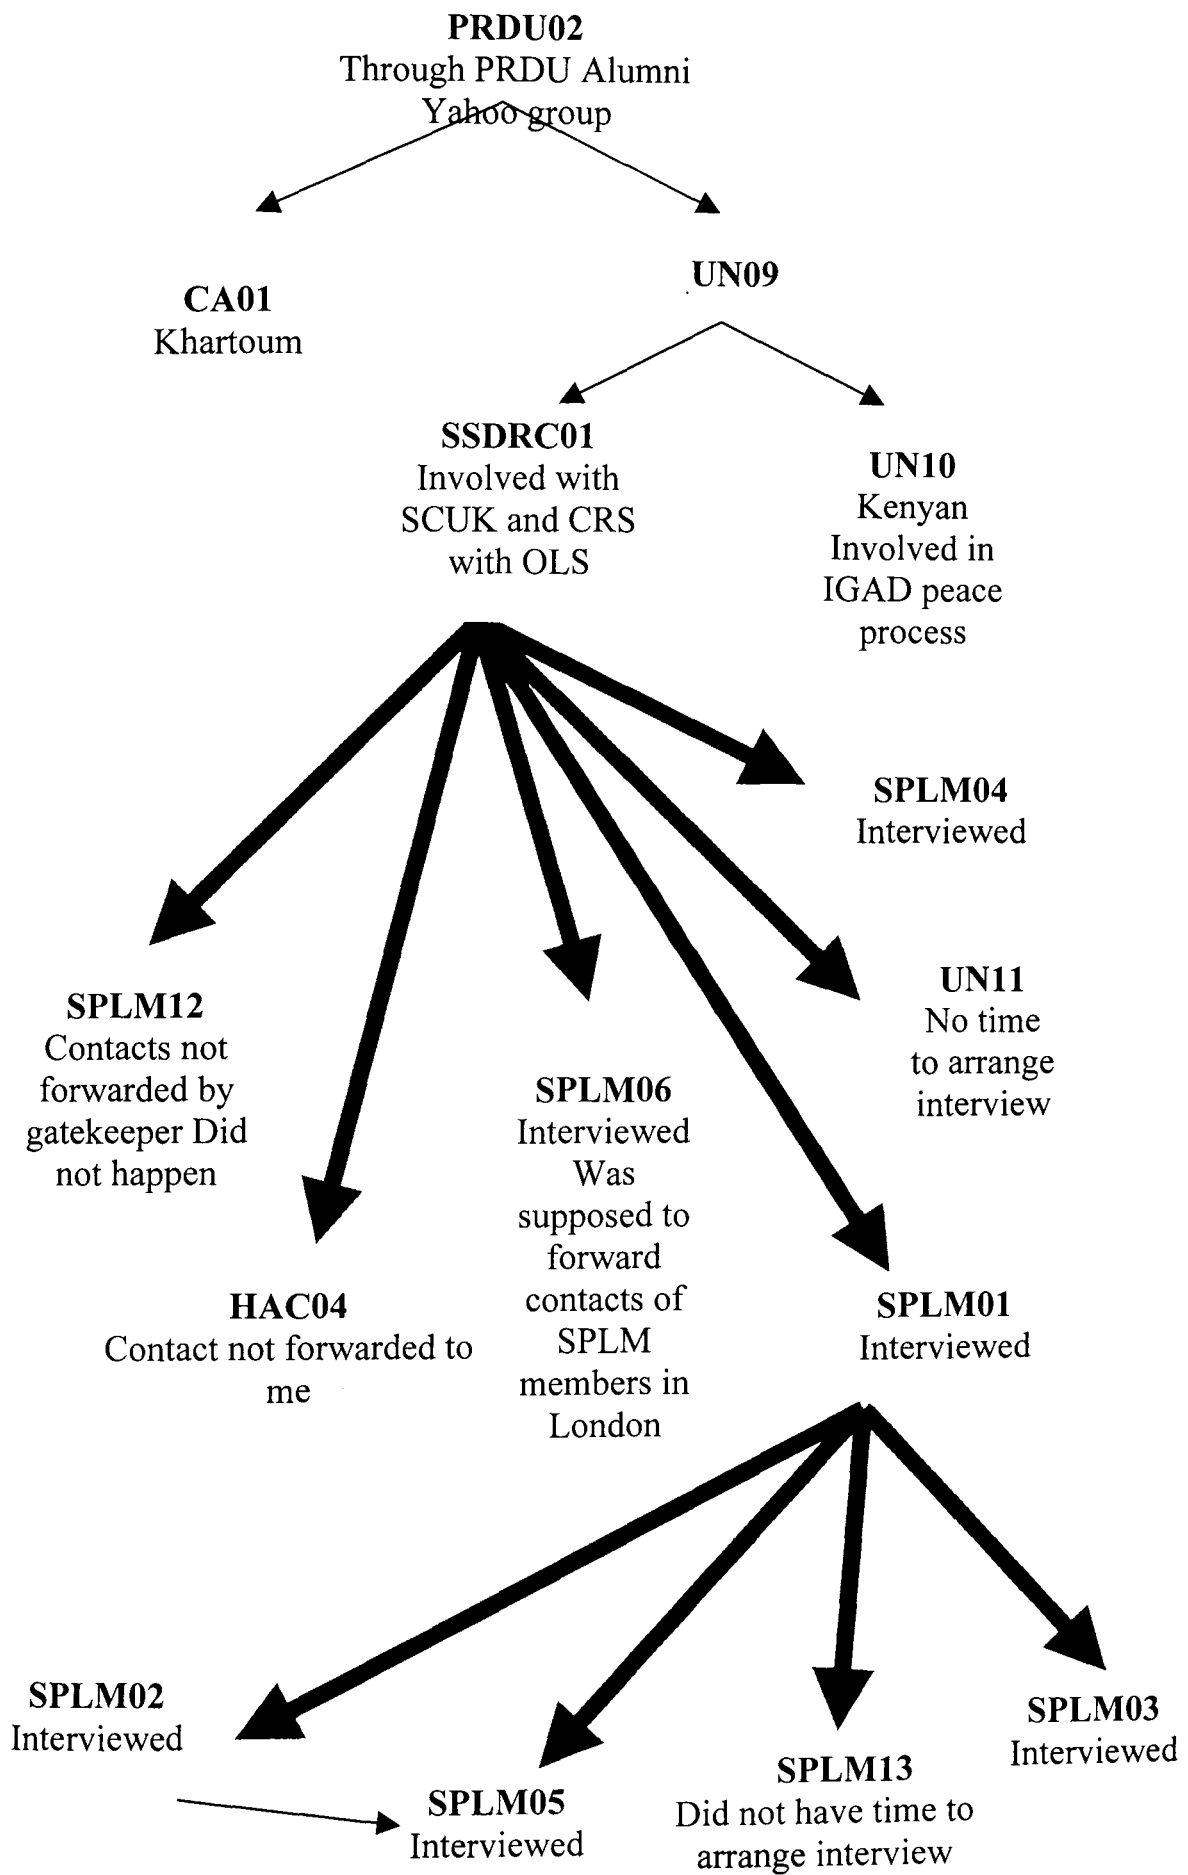 PRDU02
Through PRDU Alumni
Yahoo group
CA01
Khartoum
UN09
SSDRC01
Involved with
SCUK and CRS
with OLS
UN10
Kenyan
Involved in
IGAD peace
process
SPLM04
Interviewed
UN11
No time
to arrange
interview
SPLM12
Contacts not
forwarded by
gatekeeper Did
not happen
SPLM06
Interviewed
Was
supposed to
forward
contacts of
SPLM
members in
London
HAC04
Contact not forwarded to
me
SPLM01
Interviewed
SPLM02
Interviewed
SPLM05
Interviewed
SPLM13
Did not have time to
arrange interview
SPLM03
Interviewed